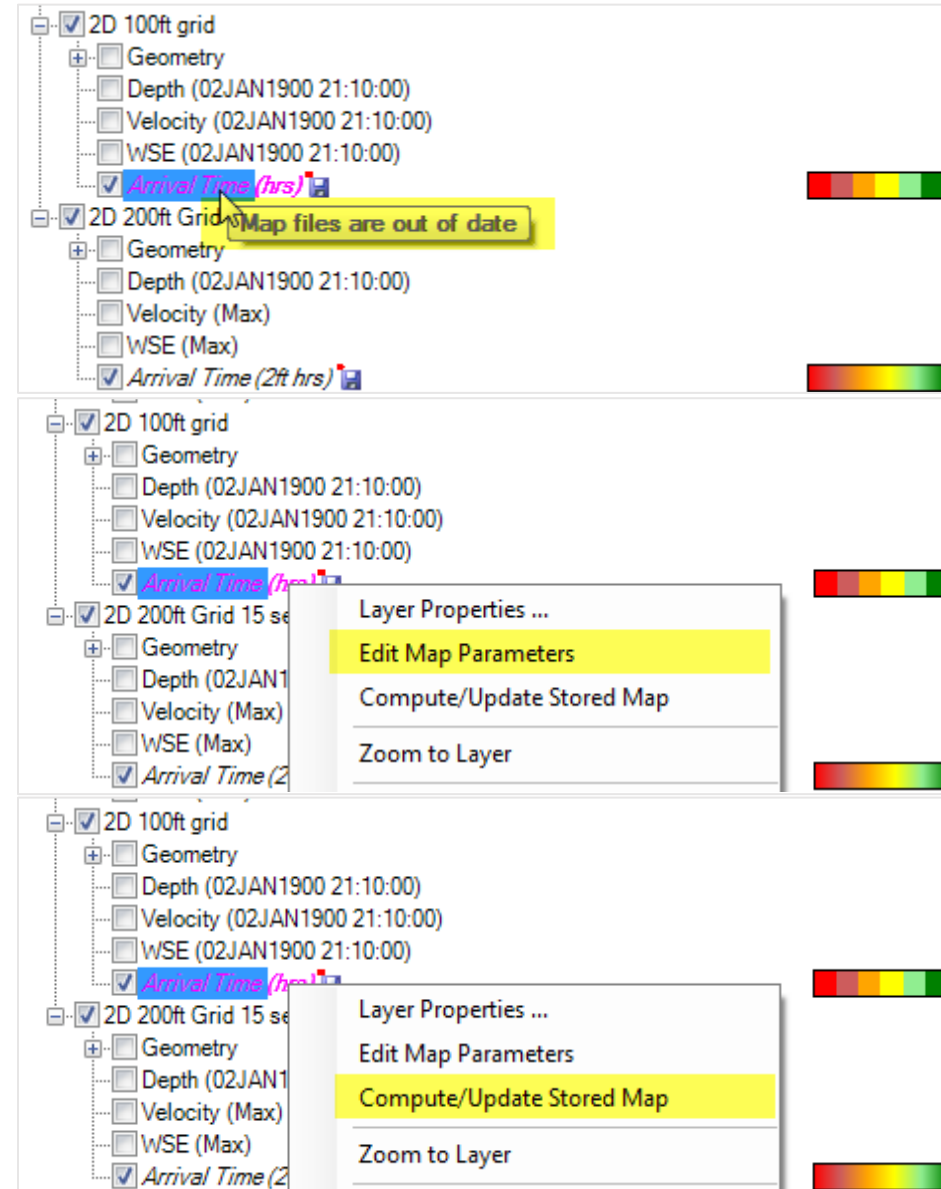 2D 100ft grid
Geometry
Depth (02JAN1900 21:10:00)
Velocity (02JAN1900 21:10:00)
WSE (02JAN1900 21:10:00)
Arrival Time (hrs)
2D 200ft Grid
Map files are out of date
Geometry
Depth (02JAN1900 21:10:00)
Velocity (Max)
WSE (Max)
Arrival Time (2ft hrs)
2D 100ft grid
Geometry
Depth (02JAN1900 21:10:00)
Velocity (02JAN1900 21:10:00)
WSE (02JAN1900 21:10:00)
Arrival Time (hrs)
2D 200ft Grid 15 se
Geometry
Depth (02JAN1
Velocity (Max)
WSE (Max)
Arrival Time (2
Layer Properties ...
Edit Map Parameters
Compute/Update Stored Map
Zoom to Layer
2D 100ft grid
Geometry
Depth (02JAN1900 21:10:00)
Velocity (02JAN1900 21:10:00)
WSE (02JAN1900 21:10:00)
Arrival Time (hrs)
2D 200ft Grid 15 se
Geometry
Depth (02JAN1
Velocity (Max)
WSE (Max)
Arrival Time (2
Layer Properties ...
Edit Map Parameters
Compute/Update Stored Map
Zoom to Layer